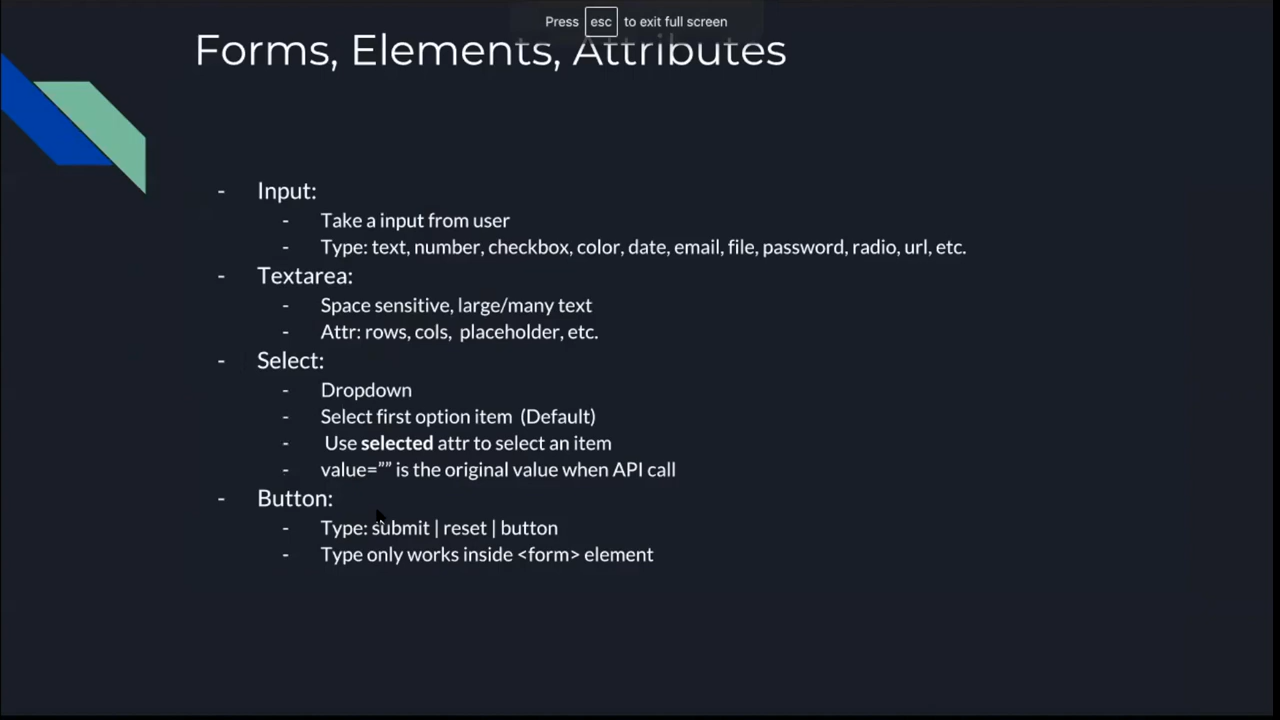 Press esc to exit full screen
Forms, Elements, Attributes
- Input:
- Take a input from user
- Type: text, number, checkbox, color, date, email, file, password, radio, url, etc.
- Textarea:
- Space sensitive, large/many text
- Attr: rows, cols, placeholder, etc.
- Select:
- Dropdown
- Select first option item (Default)
- Use selected attr to select an item
- value=”” is the original value when API call
- Button:
- Type: submit | reset | button
- Type only works inside <form> element